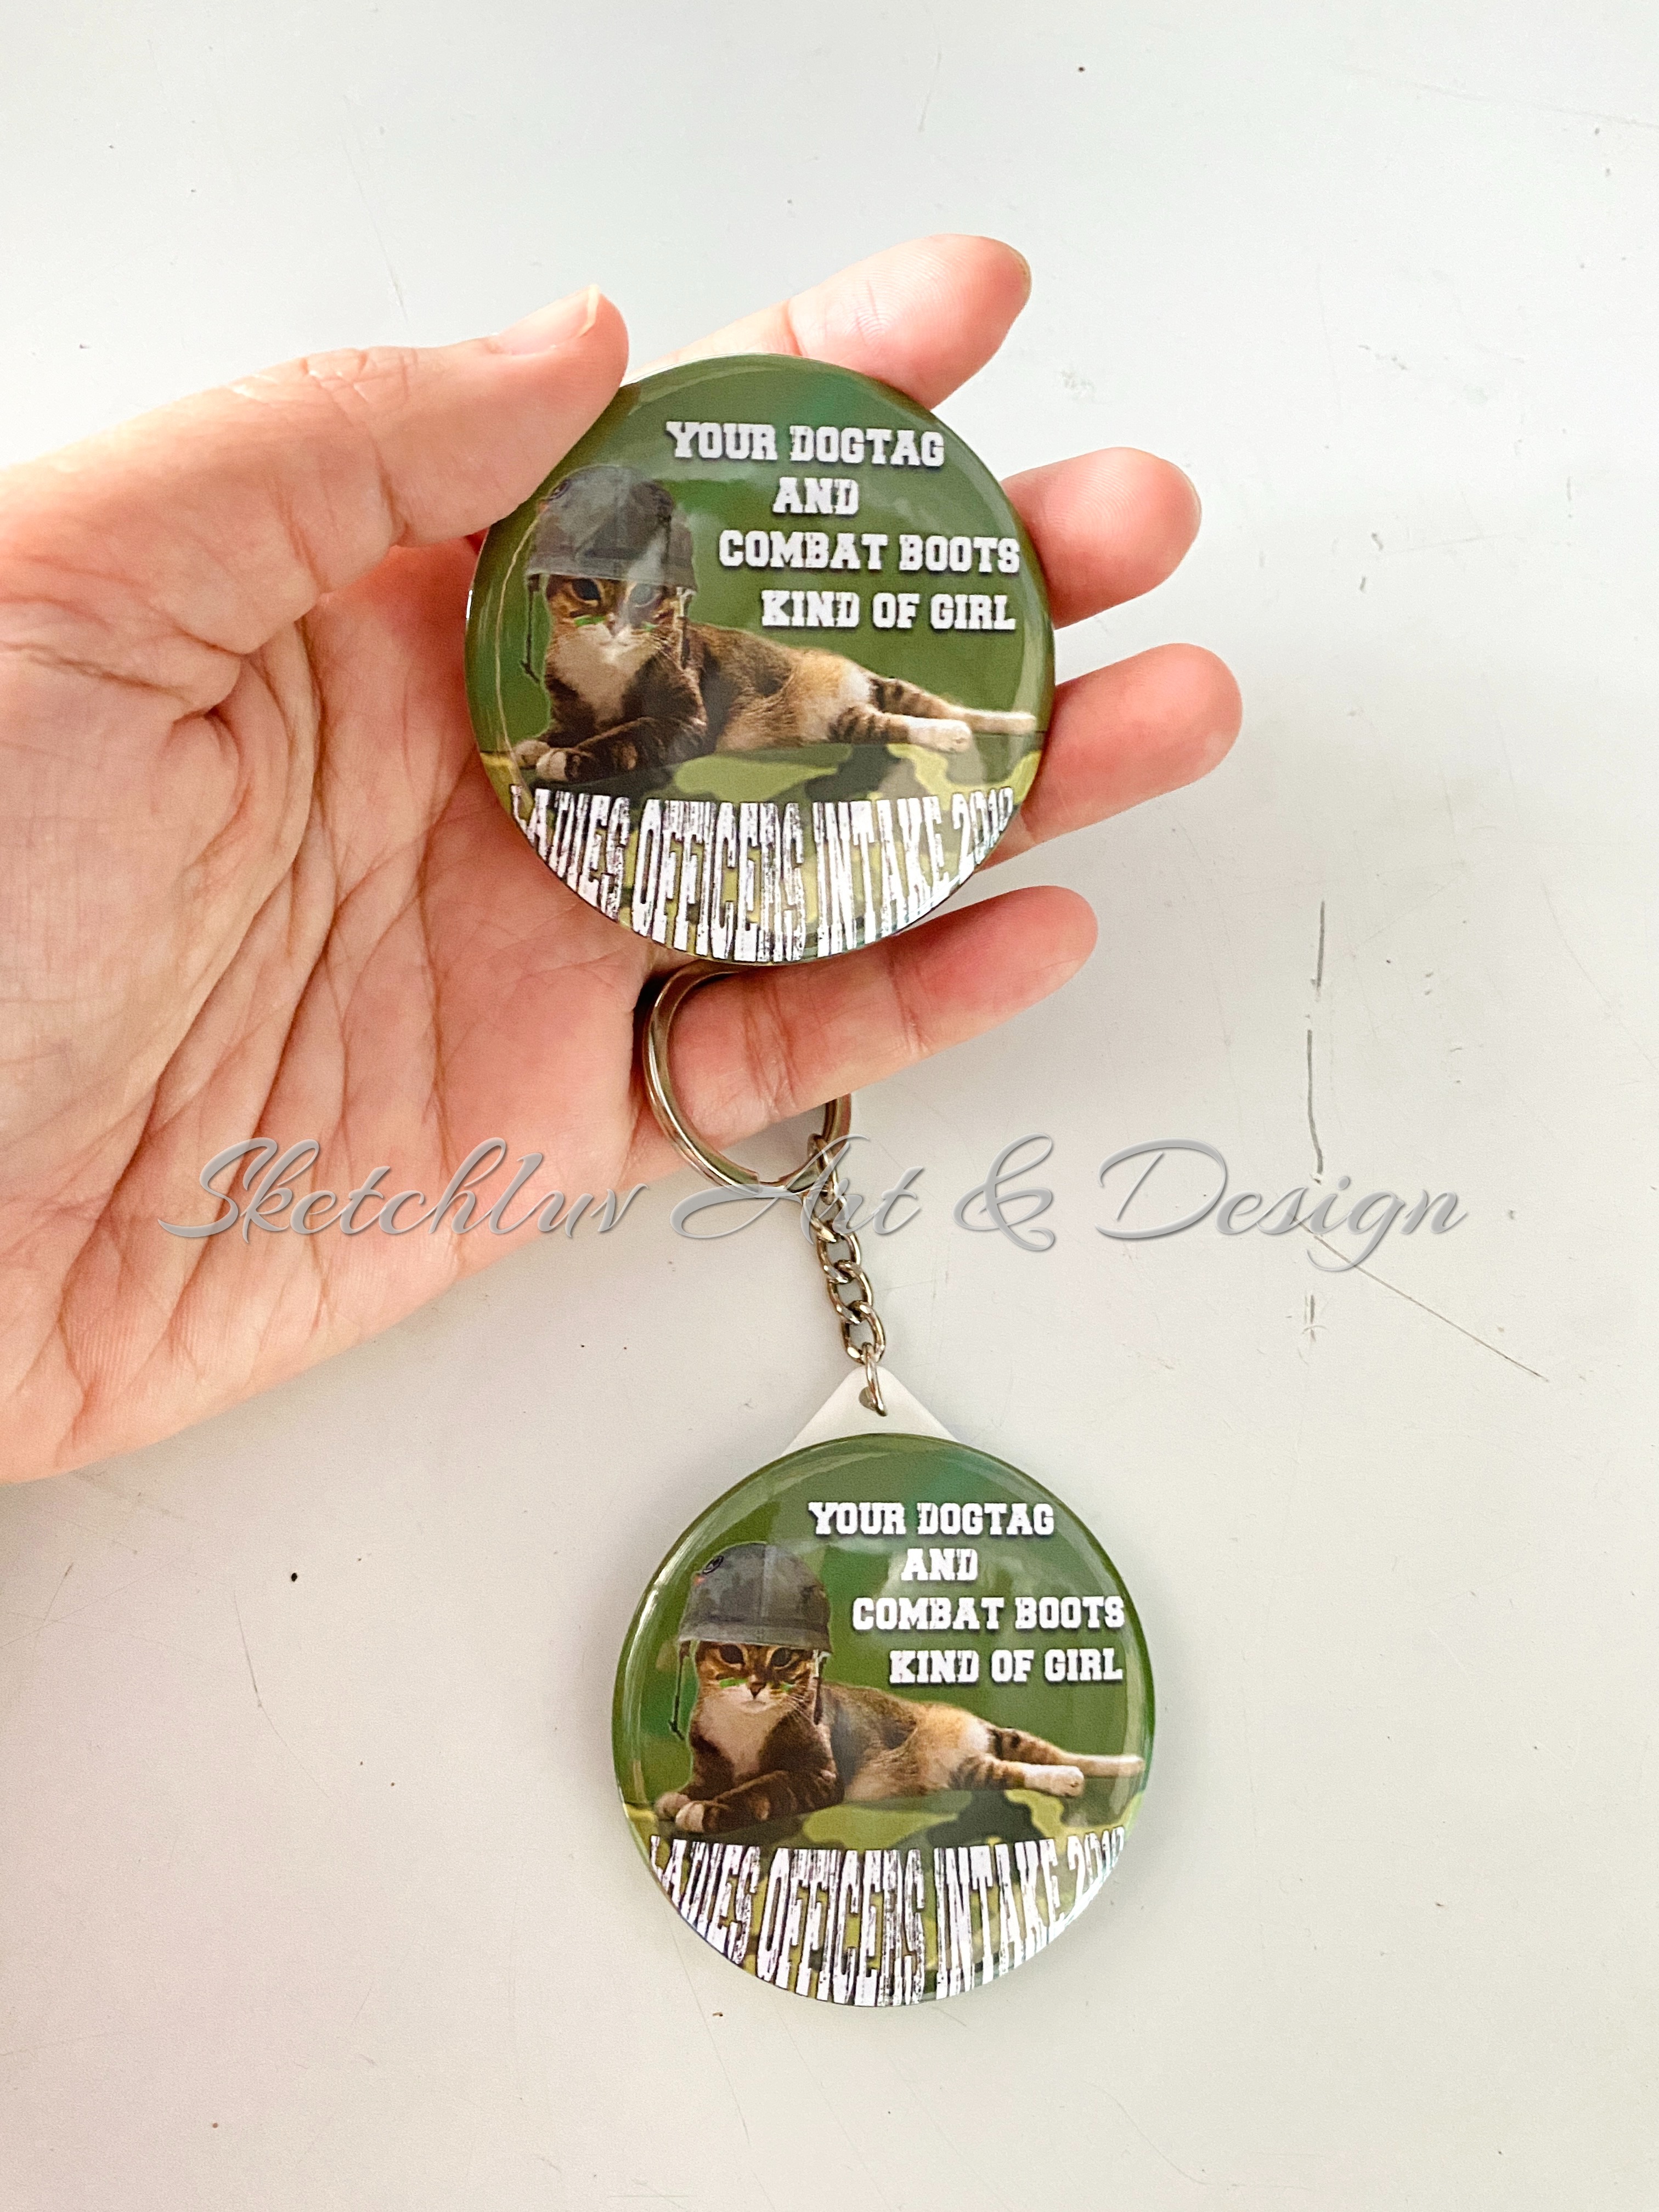 YOUR DOGTAG
AND
COMBAT BOOTS
KIND OF GIRL
LADIES OFFICERS INTAKE
Sketchluv Art & Design
YOUR DOGTAG
AND
COMBAT BOOTS
KIND OF GIRL
LADIES OFFICERS INTAKE